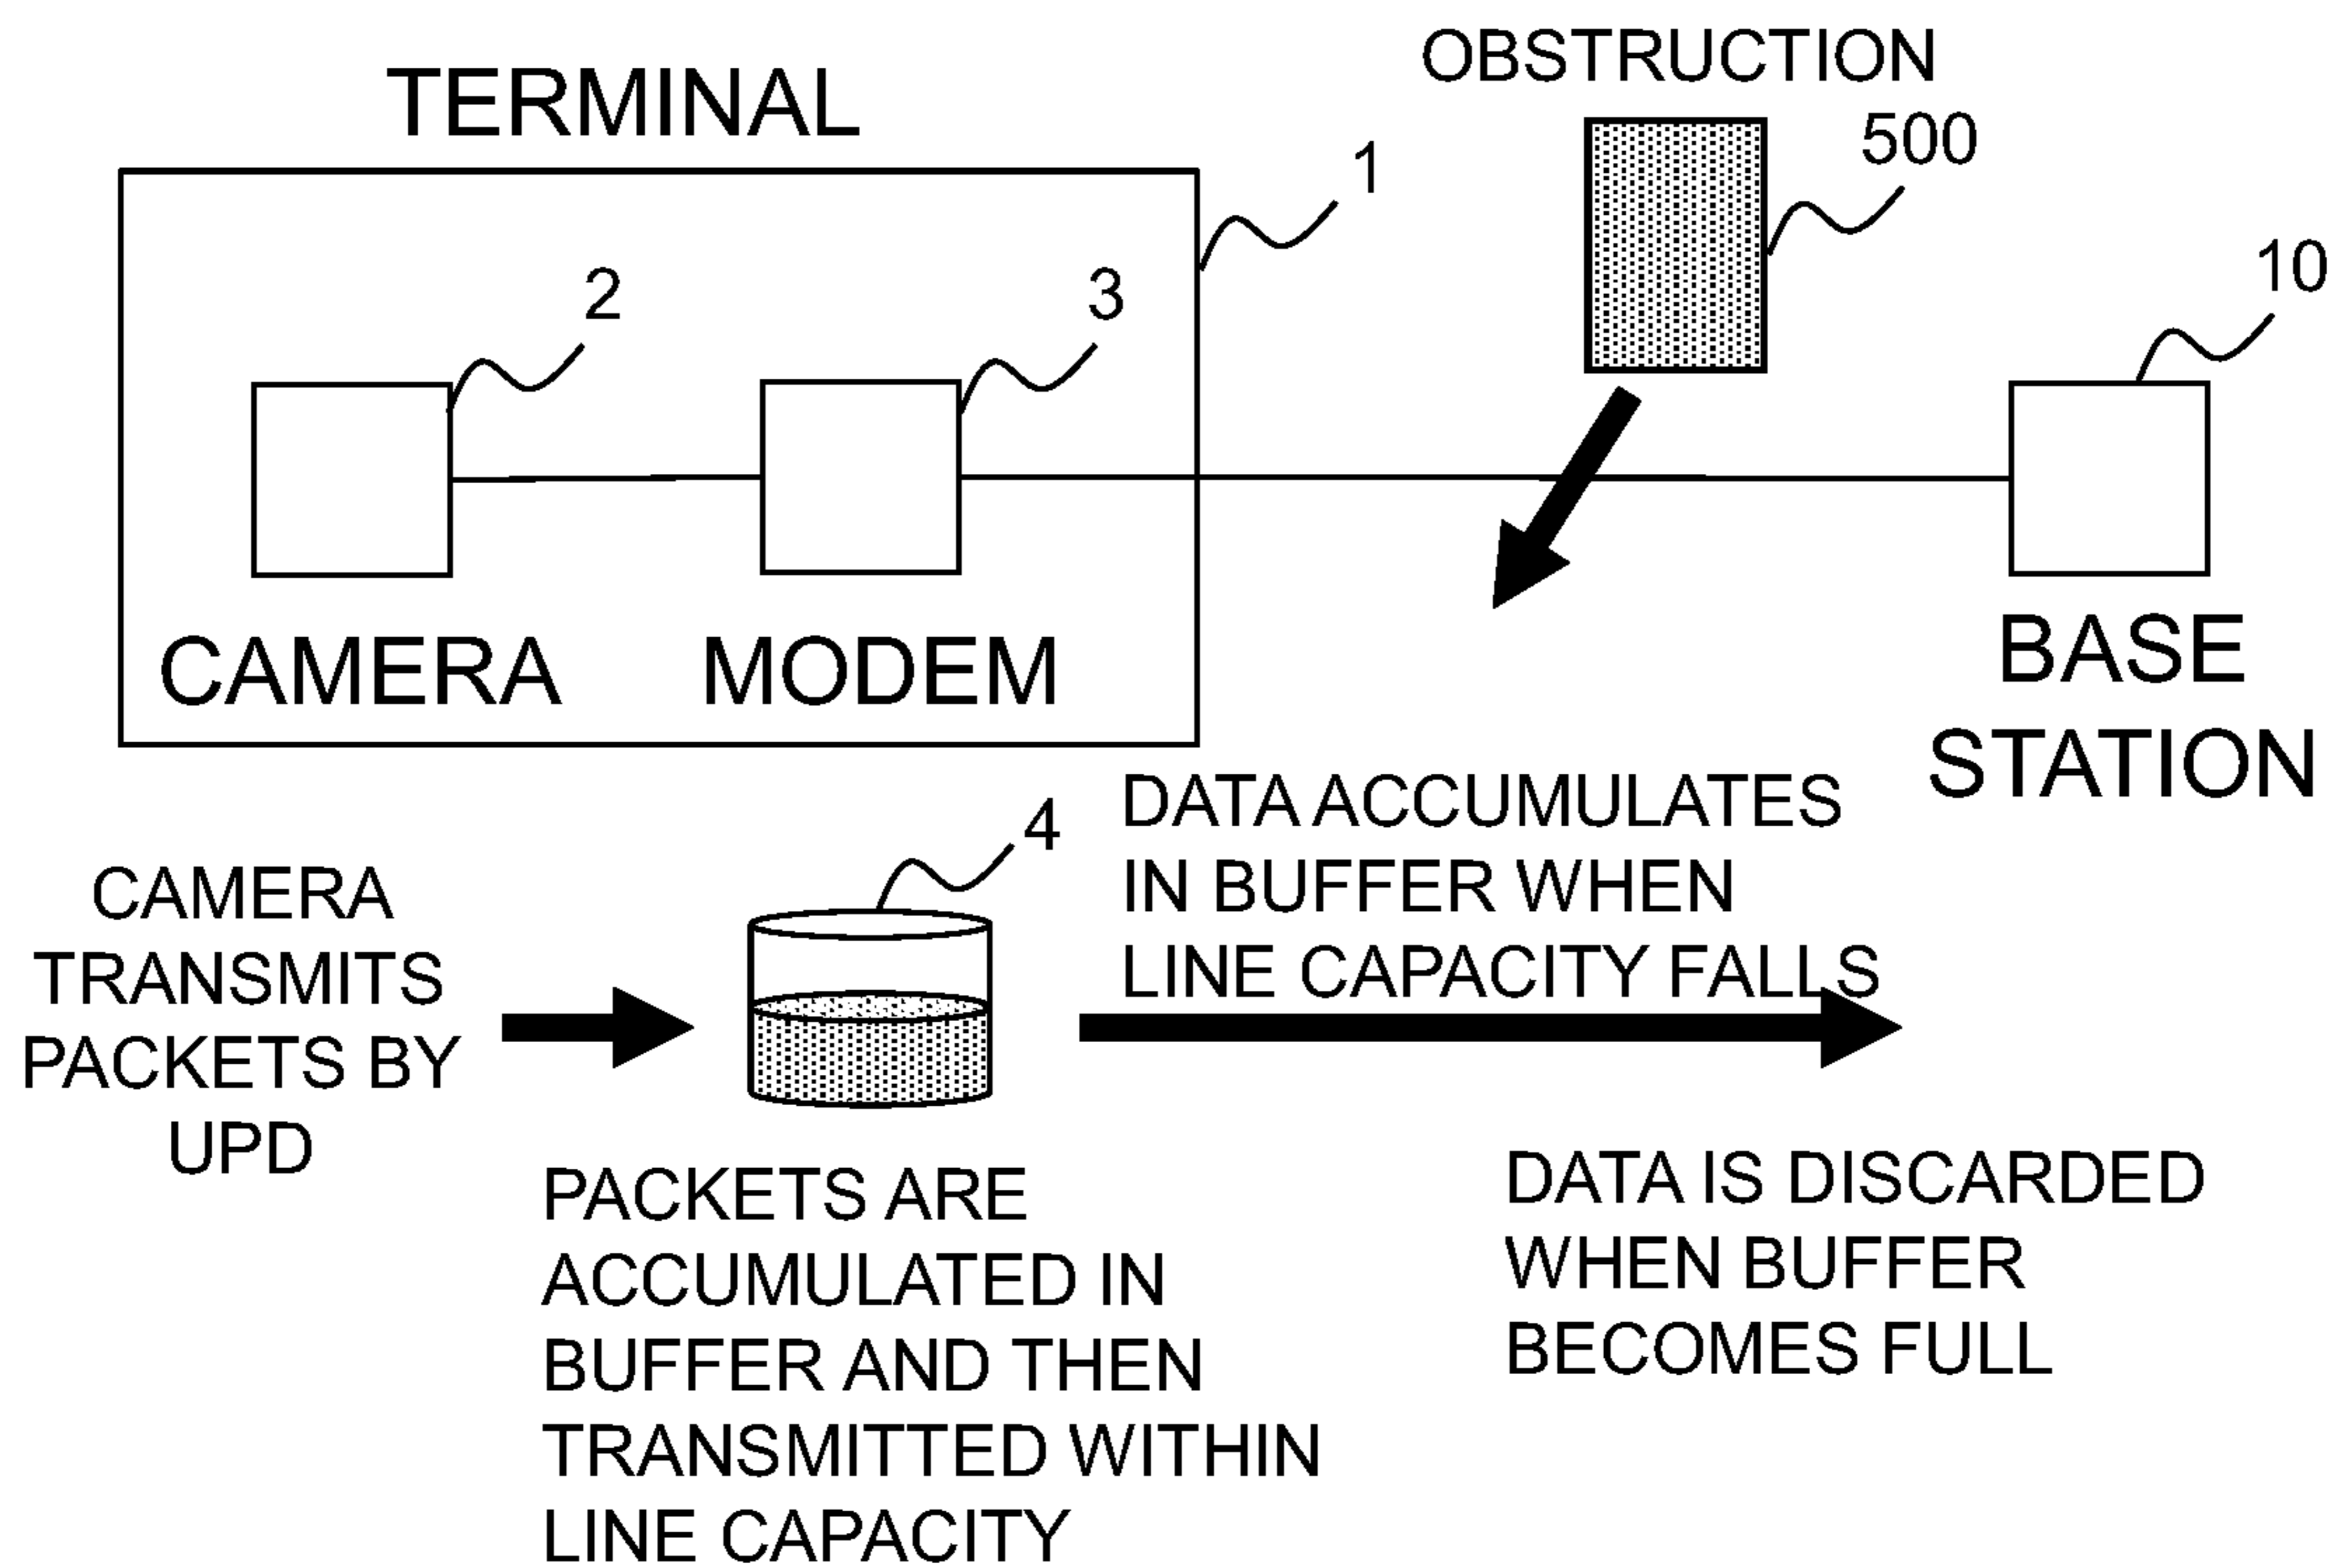 OBSTRUCTION
500
TERMINAL
1
2
3
10
CAMERA
MODEM
BASE
STATION
4
CAMERA
TRANSMITS
PACKETS BY
UPD
DATA ACCUMULATES
IN BUFFER WHEN
LINE CAPACITY FALLS
PACKETS ARE
ACCUMULATED IN
BUFFER AND THEN
TRANSMITTED WITHIN
LINE CAPACITY
DATA IS DISCARDED
WHEN BUFFER
BECOMES FULL